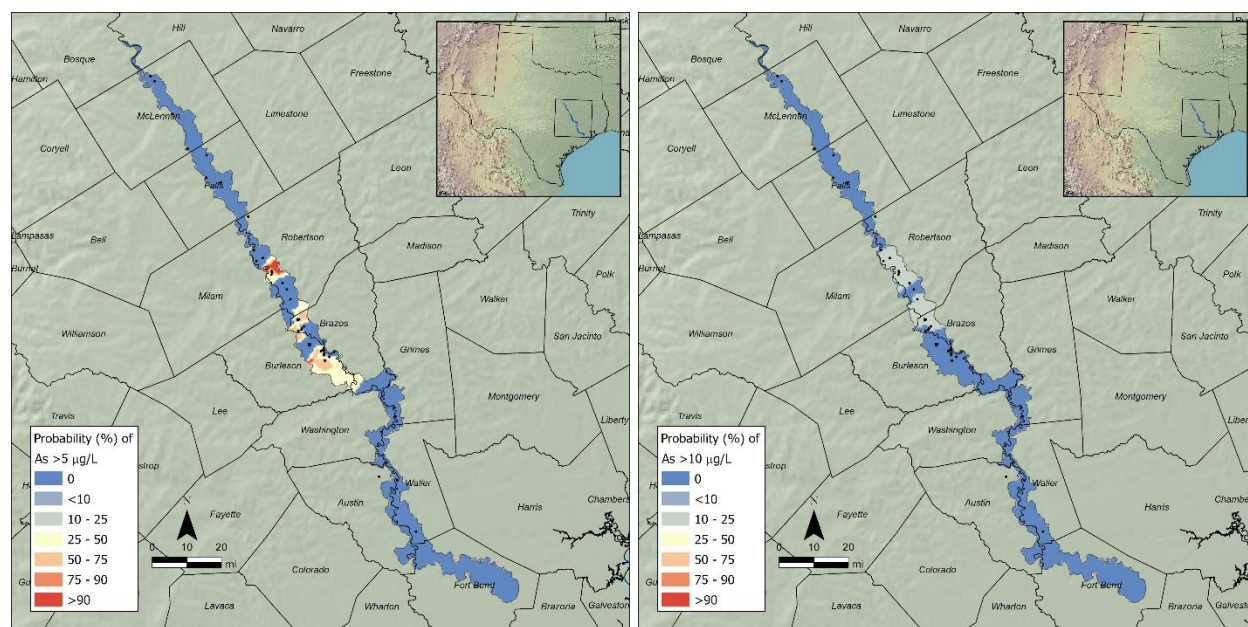 Hill
Navarro
Bosque
Freestone
Hamilton
McLennan
Limestone
Coryell
Leon
Falls
Trinity
Lampasas
Bell
Robertson
Madison
Burnet
Polk
Milam
Walker
Williamson
Brazos
San Jacinto
Grimes
Burleson
Travis
Lee
Montgomery
Liberty
Washington
Probability (%) of
As >5 µg/L
0
<10
10 - 25
25 - 50
50 - 75
75 - 90
>90
strop
Waller
Austin
Harris
Chambers
Fayette
N
0 10 20
mi
Colorado
Fort Bend
Lavaca
Wharton
Brazoria
Galveston
Hill
Navarro
Bosque
Freestone
Hamilton
McLennan
Limestone
Coryell
Leon
Falls
Trinity
Lampasas
Bell
Robertson
Madison
Burnet
Polk
Milam
Walker
Williamson
Brazos
San Jacinto
Grimes
Burleson
Travis
Lee
Montgomery
Liberty
Washington
Probability (%) of
As >10 µg/L
0
<10
10 - 25
25 - 50
50 - 75
75 - 90
>90
strop
Waller
Austin
Harris
Chambers
Fayette
N
0 10 20
mi
Colorado
Fort Bend
Lavaca
Wharton
Brazoria
Galveston